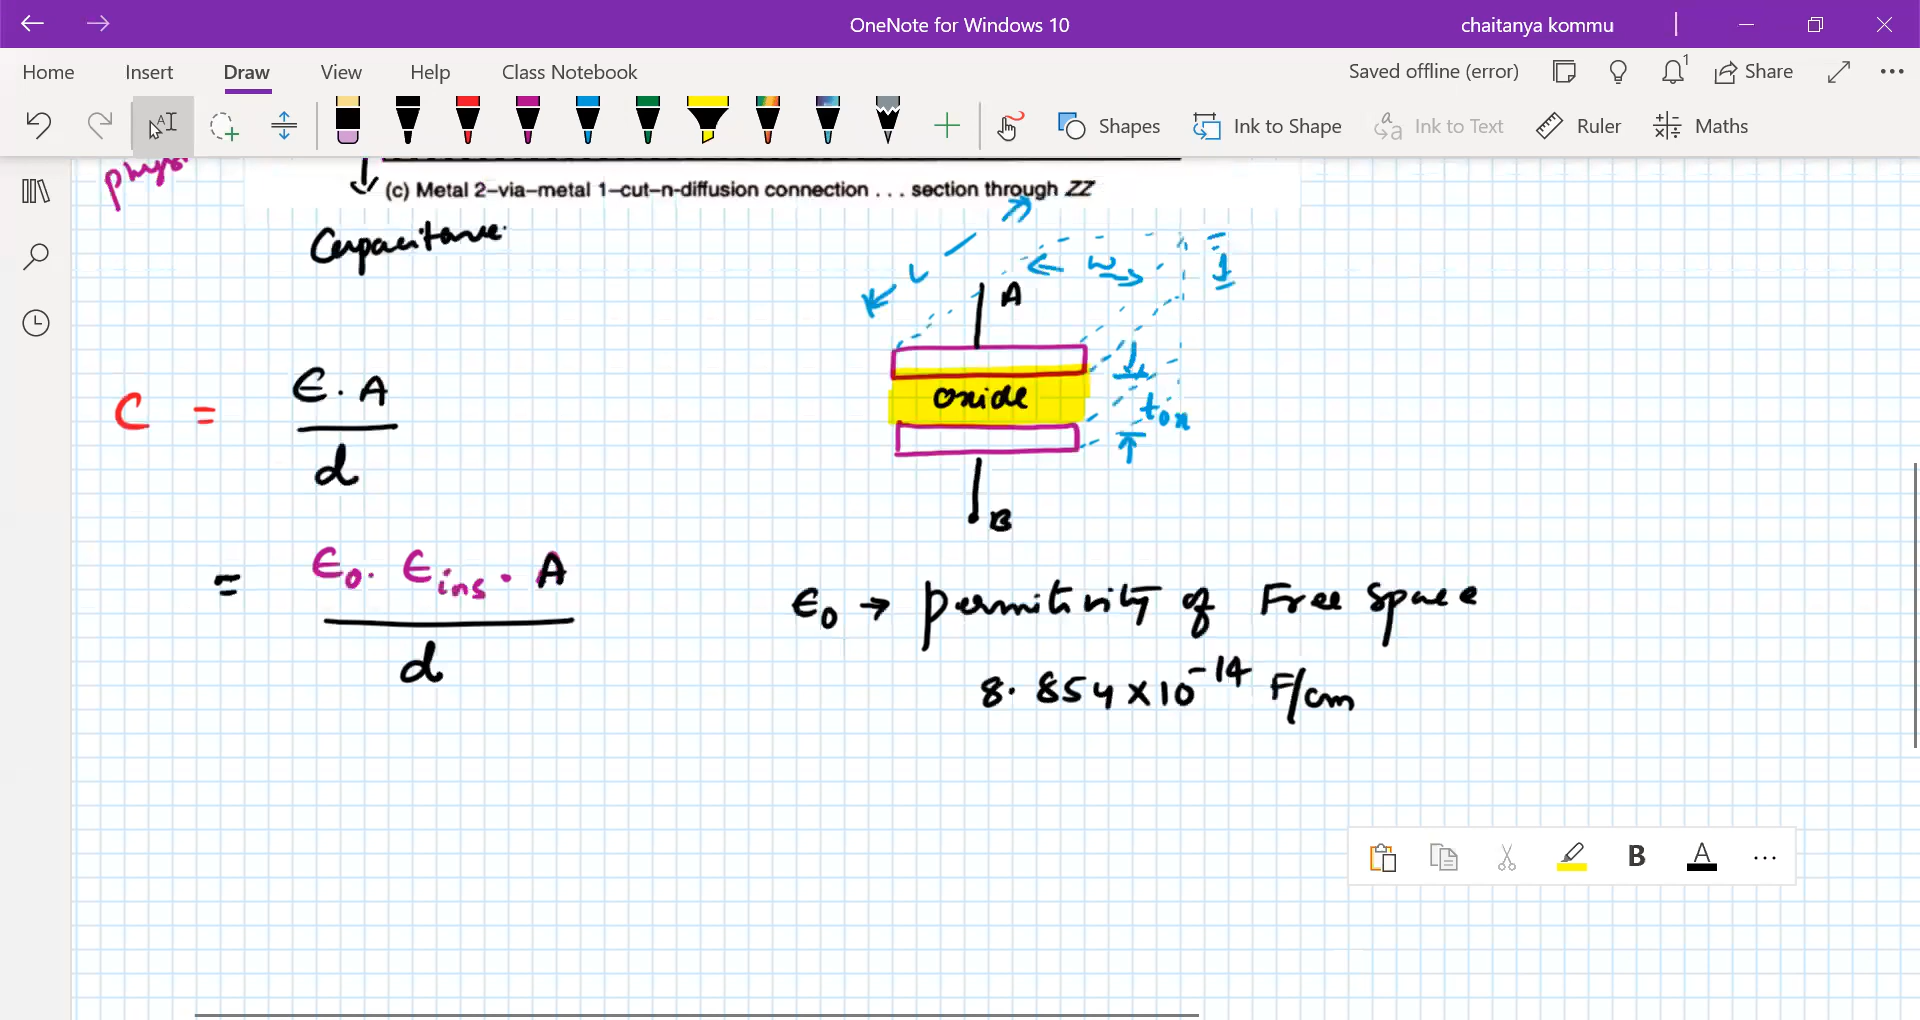 OneNote for Windows 10
chaitanya kommu
Home Insert Draw View Help Class Notebook
Saved offline (error) 1 Share
Shapes Ink to Shape Ink to Text Ruler Maths
(c) Metal 2–via–metal 1–cut–n–diffusion connection . . . section through ZZ
Capacitance
L
w
A
C = ϵ . A / d
oxide
tox
B
= ϵ0 . ϵins . A / d
ϵ0 → permitivity of Free space
8.854 × 10^-14 F/cm
B A